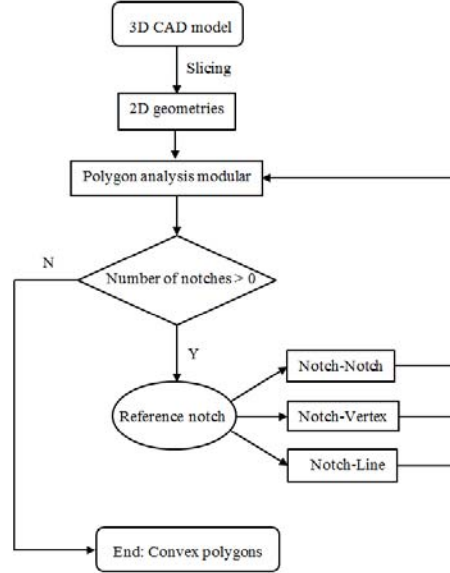 3D CAD model
Slicing
2D geometries
Polygon analysis modular
N
Number of notches > 0
Y
Notch-Notch
Reference notch
Notch-Vertex
Notch-Line
End: Convex polygons